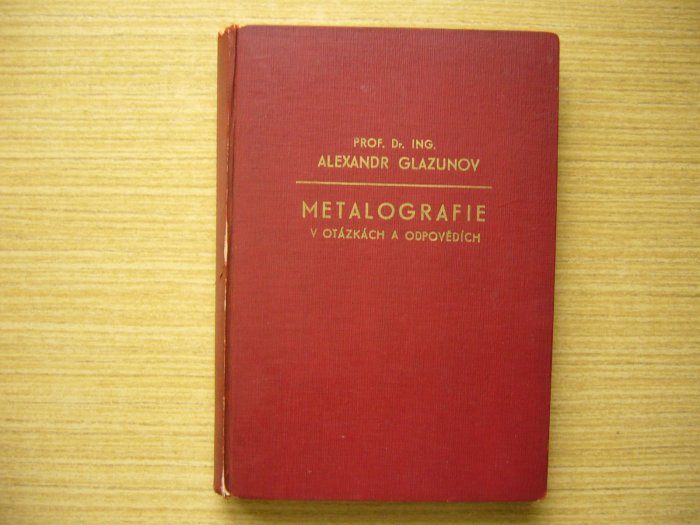 PROF. Dr. ING.
ALEXANDR GLAZUNOV
METALOGRAFIE
V OTÁZKÁCH A ODPOVĚDÍCH